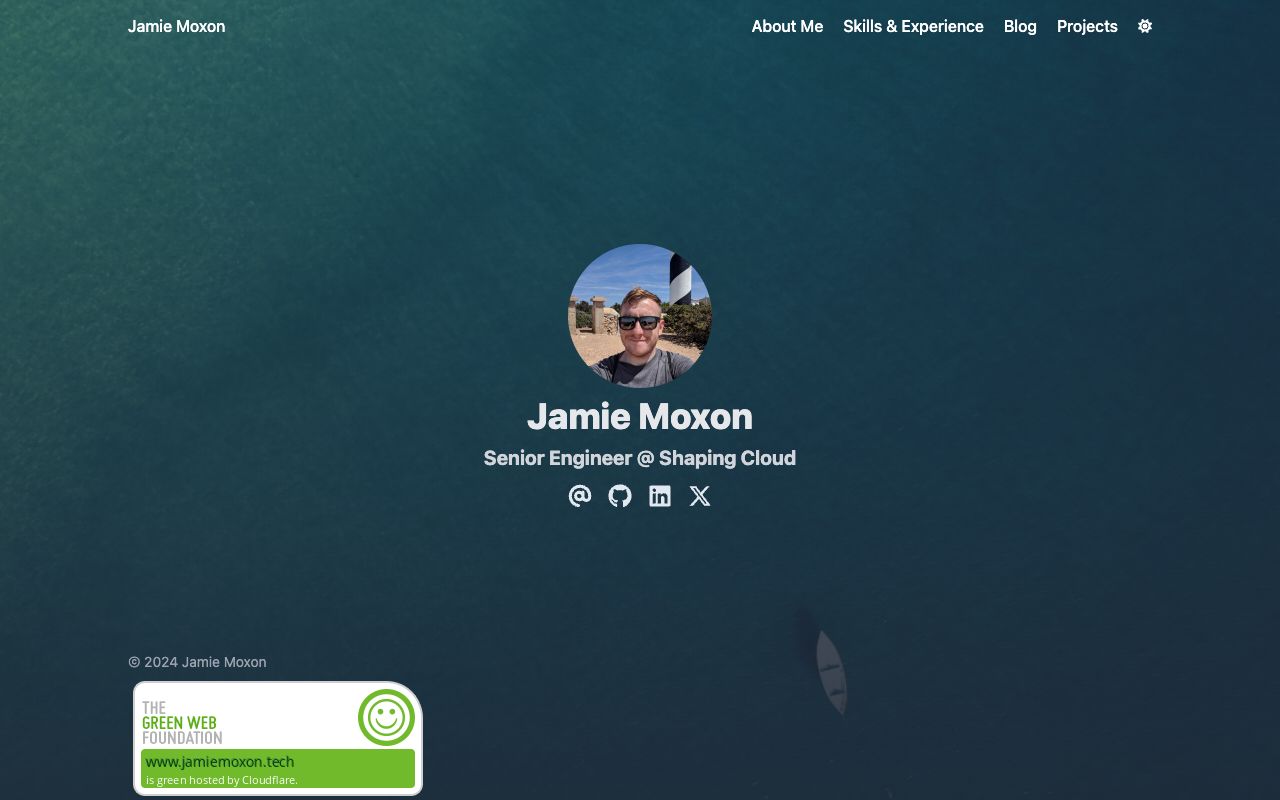 Jamie Moxon
About Me
Skills & Experience
Blog
Projects
Jamie Moxon
Senior Engineer @ Shaping Cloud
© 2024 Jamie Moxon
THE
GREEN WEB
FOUNDATION
www.jamiemoxon.tech
is green hosted by Cloudflare.